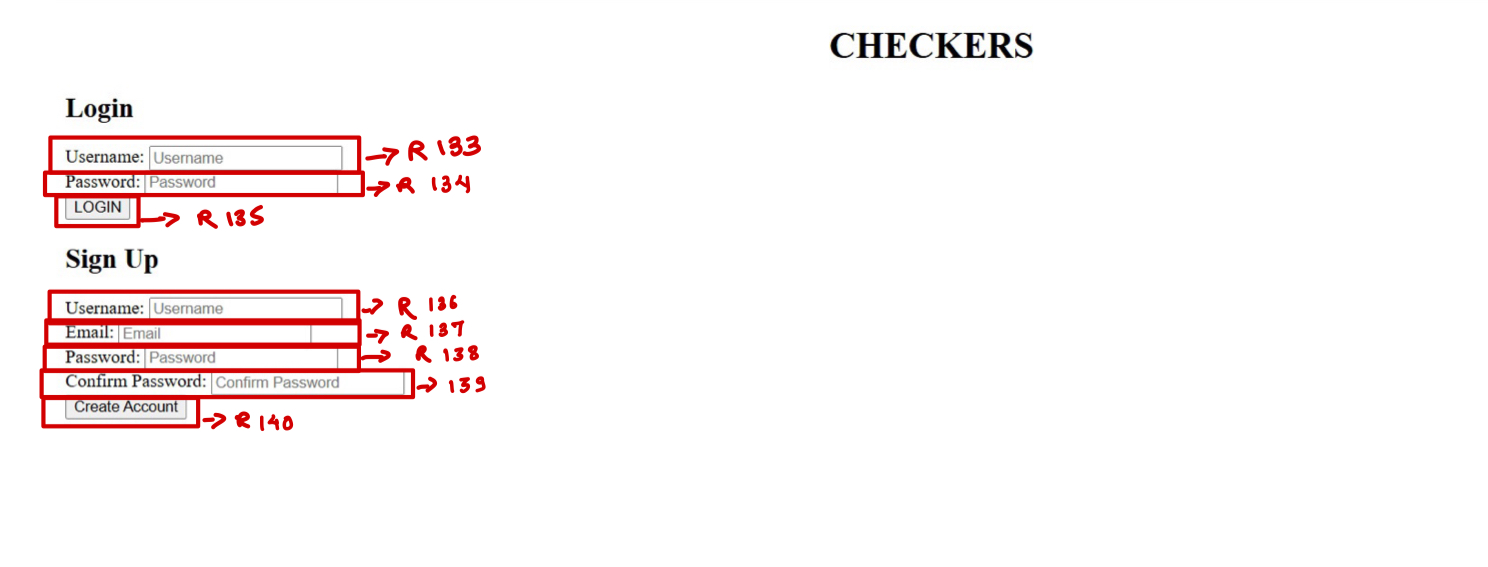 CHECKERS
Login
Username: Username → R 133
Password: Password → R 134
LOGIN → R 135
Sign Up
Username: Username → R 136
Email: Email → R 137
Password: Password → R 138
Confirm Password: Confirm Password → 139
Create Account → R 140